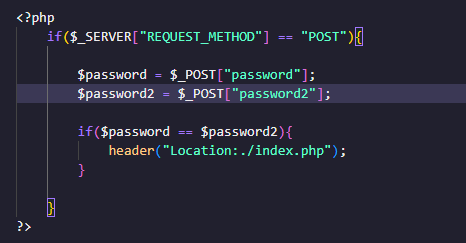 <?php
    if($_SERVER["REQUEST_METHOD"] == "POST"){
        $password = $_POST["password"];
        $password2 = $_POST["password2"];
        if($password == $password2){
            header("Location:./index.php");
        }
    }
?>